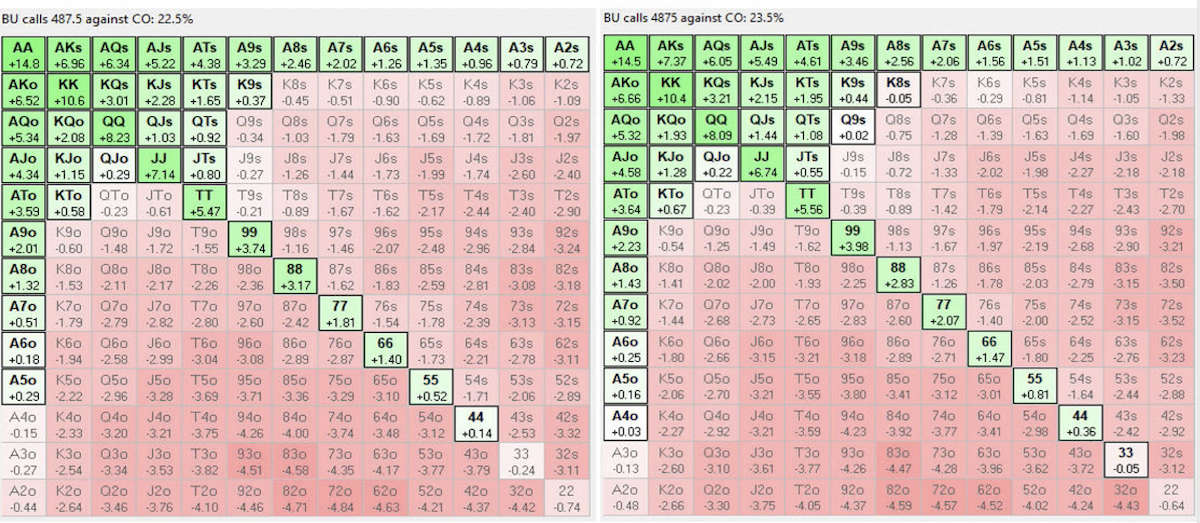 BU calls 487.5 against CO: 22.5%
AA AKs AQs AJs ATs A9s A8s A7s A6s A5s A4s A3s A2s
+14.8 +6.96 +6.34 +5.22 +4.38 +3.29 +2.46 +2.02 +1.26 +1.35 +0.96 +0.79 +0.72
AKo KK KQs KJs KTs K9s K8s K7s K6s K5s K4s K3s K2s
+6.52 +10.6 +3.01 +2.28 +1.65 +0.37 -0.45 -0.51 -0.90 -0.62 -0.89 -1.06 -1.09
AQo KQo QQ QJs QTs Q9s Q8s Q7s Q6s Q5s Q4s Q3s Q2s
+5.34 +2.08 +8.23 +1.03 +0.92 -0.34 -1.03 -1.79 -1.63 -1.69 -1.72 -1.81 -1.97
AJo KJo QJo JJ JTs J9s J8s J7s J6s J5s J4s J3s J2s
+4.34 +1.15 +0.29 +7.14 +0.80 -0.27 -1.26 -1.44 -1.73 -1.99 -1.74 -2.60 -2.40
ATo KTo QTo JTo TT T9s T8s T7s T6s T5s T4s T3s T2s
+3.59 +0.58 -0.23 -0.61 +5.47 -0.21 -0.89 -1.67 -1.62 -2.17 -2.44 -2.40 -2.90
A9o K9o Q9o J9o T9o 99 98s 97s 96s 95s 94s 93s 92s
+2.01 -0.60 -1.48 -1.72 -1.55 +3.74 -1.16 -1.46 -2.07 -2.48 -2.96 -2.84 -3.24
A8o K8o Q8o J8o T8o 98o 88 87s 86s 85s 84s 83s 82s
+1.32 -1.53 -2.11 -2.17 -2.26 -2.36 +3.17 -1.62 -1.83 -2.59 -2.81 -3.08 -3.18
A7o K7o Q7o J7o T7o 97o 87o 77 76s 75s 74s 73s 72s
+0.51 -1.79 -2.79 -2.82 -2.80 -2.60 -2.42 +1.81 -1.54 -1.78 -2.39 -3.13 -3.15
A6o K6o Q6o J6o T6o 96o 86o 76o 66 65s 64s 63s 62s
+0.18 -1.94 -2.58 -2.99 -3.04 -3.08 -2.89 -2.87 +1.40 -1.73 -2.21 -2.78 -3.11
A5o K5o Q5o J5o T5o 95o 85o 75o 65o 55 54s 53s 52s
+0.29 -2.22 -2.96 -3.28 -3.69 -3.71 -3.36 -3.29 -3.10 +0.52 -1.71 -2.06 -2.89
A4o K4o Q4o J4o T4o 94o 84o 74o 64o 54o 44 43s 42s
-0.15 -2.33 -3.20 -3.21 -3.75 -4.26 -4.00 -3.74 -3.48 -3.12 +0.14 -2.53 -3.32
A3o K3o Q3o J3o T3o 93o 83o 73o 63o 53o 43o 33 32s
-0.27 -2.54 -3.34 -3.53 -3.82 -4.51 -4.58 -4.35 -4.17 -3.77 -3.79 -0.24 -3.11
A2o K2o Q2o J2o T2o 92o 82o 72o 62o 52o 42o 32o 22
-0.44 -2.64 -3.46 -3.76 -4.10 -4.46 -4.71 -4.84 -4.63 -4.21 -4.37 -4.42 -0.74
BU calls 4875 against CO: 23.5%
AA AKs AQs AJs ATs A9s A8s A7s A6s A5s A4s A3s A2s
+14.5 +7.37 +6.05 +5.49 +4.61 +3.46 +2.56 +2.06 +1.56 +1.51 +1.13 +1.02 +0.72
AKo KK KQs KJs KTs K9s K8s K7s K6s K5s K4s K3s K2s
+6.66 +10.4 +3.21 +2.15 +1.95 +0.44 -0.05 -0.36 -0.29 -0.81 -1.14 -1.05 -1.33
AQo KQo QQ QJs QTs Q9s Q8s Q7s Q6s Q5s Q4s Q3s Q2s
+5.32 +1.93 +8.09 +1.44 +1.08 +0.02 -0.75 -1.28 -1.39 -1.63 -1.69 -1.60 -1.98
AJo KJo QJo JJ JTs J9s J8s J7s J6s J5s J4s J3s J2s
+4.58 +1.28 +0.22 +6.74 +0.55 -0.15 -0.72 -1.33 -2.02 -1.98 -2.27 -2.18 -2.18
ATo KTo QTo JTo TT T9s T8s T7s T6s T5s T4s T3s T2s
+3.64 +0.67 -0.23 -0.39 +5.56 -0.39 -0.89 -1.42 -1.79 -2.14 -2.27 -2.43 -2.70
A9o K9o Q9o J9o T9o 99 98s 97s 96s 95s 94s 93s 92s
+2.23 -0.54 -1.25 -1.49 -1.62 +3.98 -1.13 -1.67 -1.97 -2.19 -2.68 -2.90 -3.21
A8o K8o Q8o J8o T8o 98o 88 87s 86s 85s 84s 83s 82s
+1.43 -1.41 -2.02 -2.00 -1.93 -2.25 +2.83 -1.26 -1.78 -2.03 -2.79 -3.15 -3.50
A7o K7o Q7o J7o T7o 97o 87o 77 76s 75s 74s 73s 72s
+0.92 -1.44 -2.68 -2.73 -2.65 -2.83 -2.60 +2.07 -1.40 -2.00 -2.52 -3.15 -3.52
A6o K6o Q6o J6o T6o 96o 86o 76o 66 65s 64s 63s 62s
+0.25 -1.80 -2.66 -3.15 -3.21 -3.18 -2.89 -2.71 +1.47 -1.80 -2.25 -2.76 -3.23
A5o K5o Q5o J5o T5o 95o 85o 75o 65o 55 54s 53s 52s
+0.16 -2.06 -2.70 -3.21 -3.55 -3.80 -3.41 -3.12 -3.01 +0.81 -1.64 -2.44 -2.88
A4o K4o Q4o J4o T4o 94o 84o 74o 64o 54o 44 43s 42s
+0.03 -2.27 -2.92 -3.21 -3.59 -4.23 -3.92 -3.77 -3.41 -2.98 +0.36 -2.42 -2.92
A3o K3o Q3o J3o T3o 93o 83o 73o 63o 53o 43o 33 32s
-0.13 -2.60 -3.10 -3.61 -3.77 -4.26 -4.47 -4.28 -3.96 -3.62 -3.72 -0.05 -3.12
A2o K2o Q2o J2o T2o 92o 82o 72o 62o 52o 42o 32o 22
-0.48 -2.66 -3.30 -3.75 -4.05 -4.37 -4.59 -4.57 -4.52 -4.04 -4.24 -4.43 -0.64